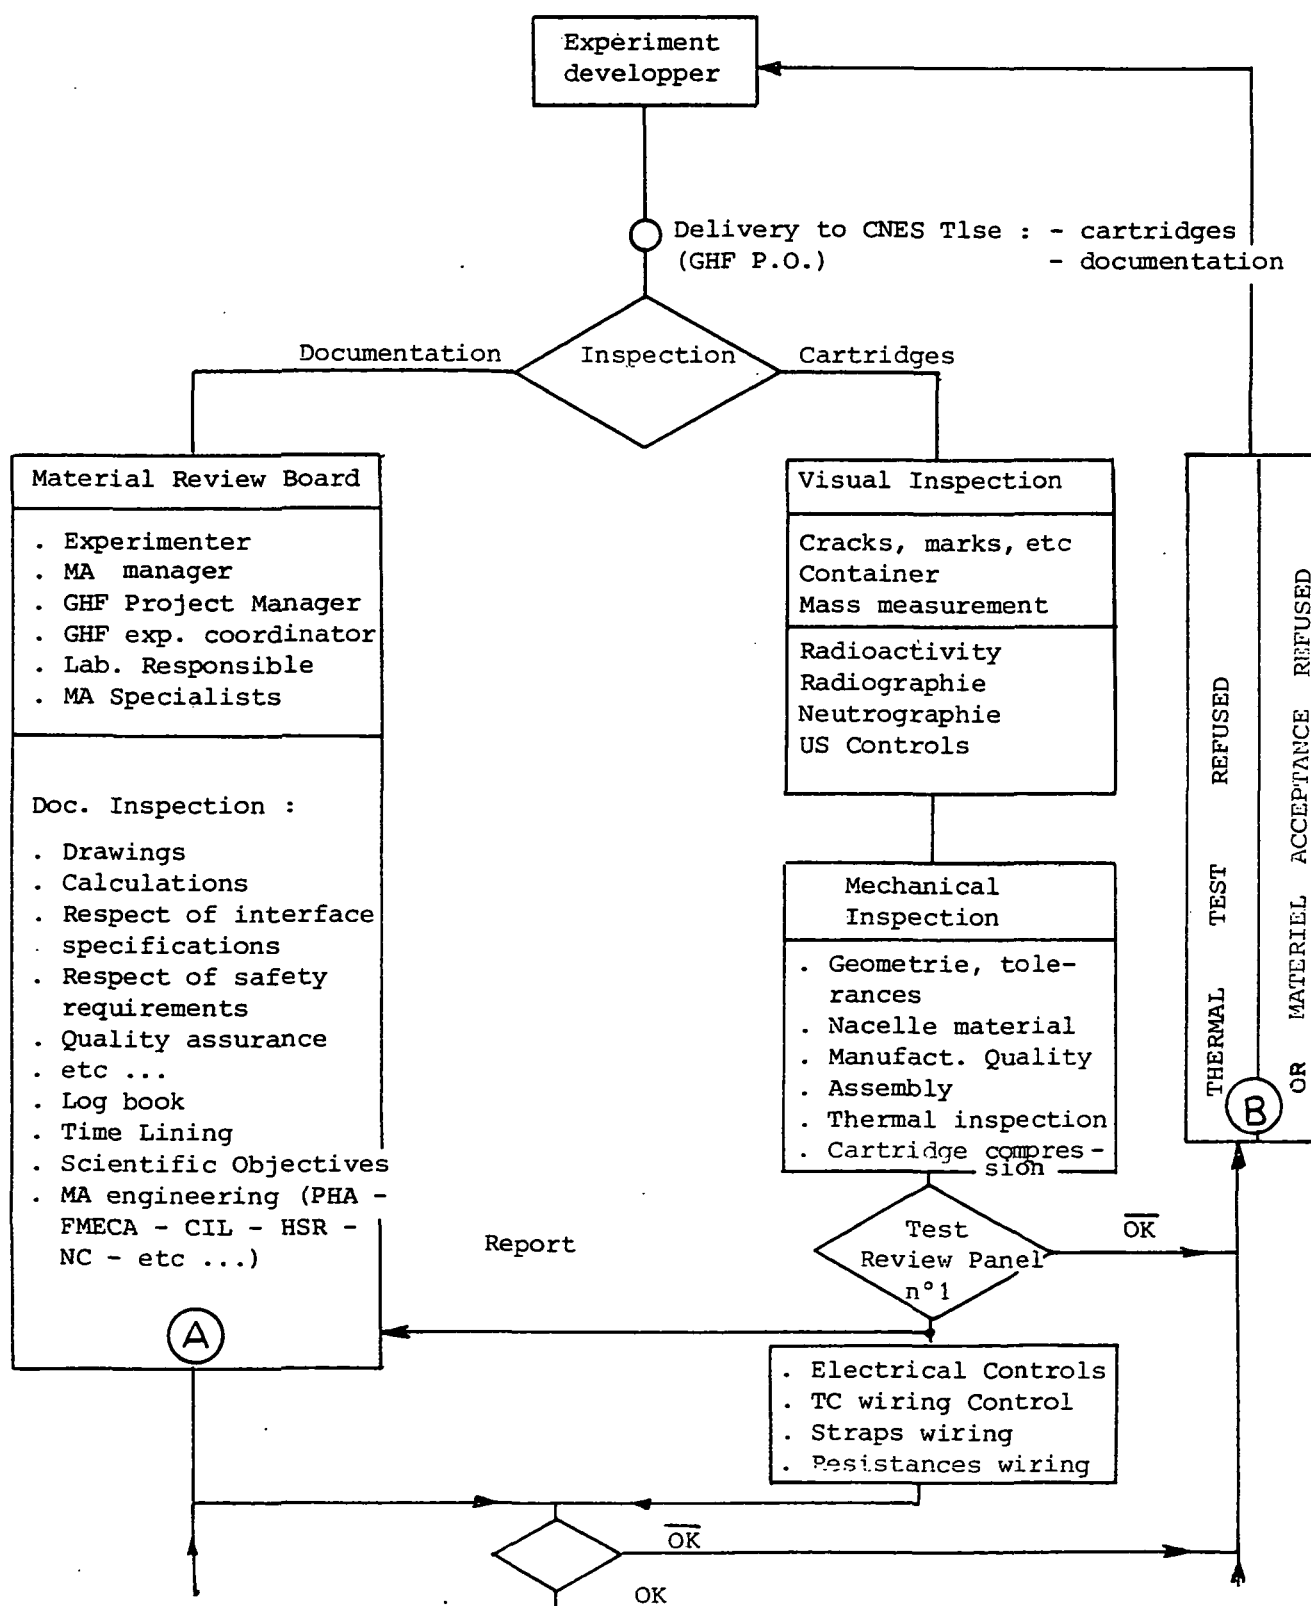 Experiment
developper
Delivery to CNES Tlse : - cartridges
(GHF P.O.) - documentation
Documentation
Inspection
Cartridges
Material Review Board
. Experimenter
. MA manager
. GHF Project Manager
. GHF exp. coordinator
. Lab. Responsible
. MA Specialists
Doc. Inspection :
. Drawings
. Calculations
. Respect of interface
. specifications
. Respect of safety
requirements
. Quality assurance
. etc ...
. Log book
. Time Lining
. Scientific Objectives
. MA engineering (PHA -
FMECA - CIL - HSR -
NC - etc ...)
A
Visual Inspection
Cracks, marks, etc
Container
Mass measurement
Radioactivity
Radiographie
Neutrographie
US Controls
Mechanical
Inspection
. Geometrie, tole-
rances
. Nacelle material
. Manufact. Quality
. Assembly
. Thermal inspection
. Cartridge compres-
sion
Test
Review Panel
n°1
O̅K̅
Report
. Electrical Controls
. TC wiring Control
. Straps wiring
. Resistances wiring
O̅K̅
OK
THERMAL TEST REFUSED
OR MATERIEL ACCEPTANCE REFUSED
B